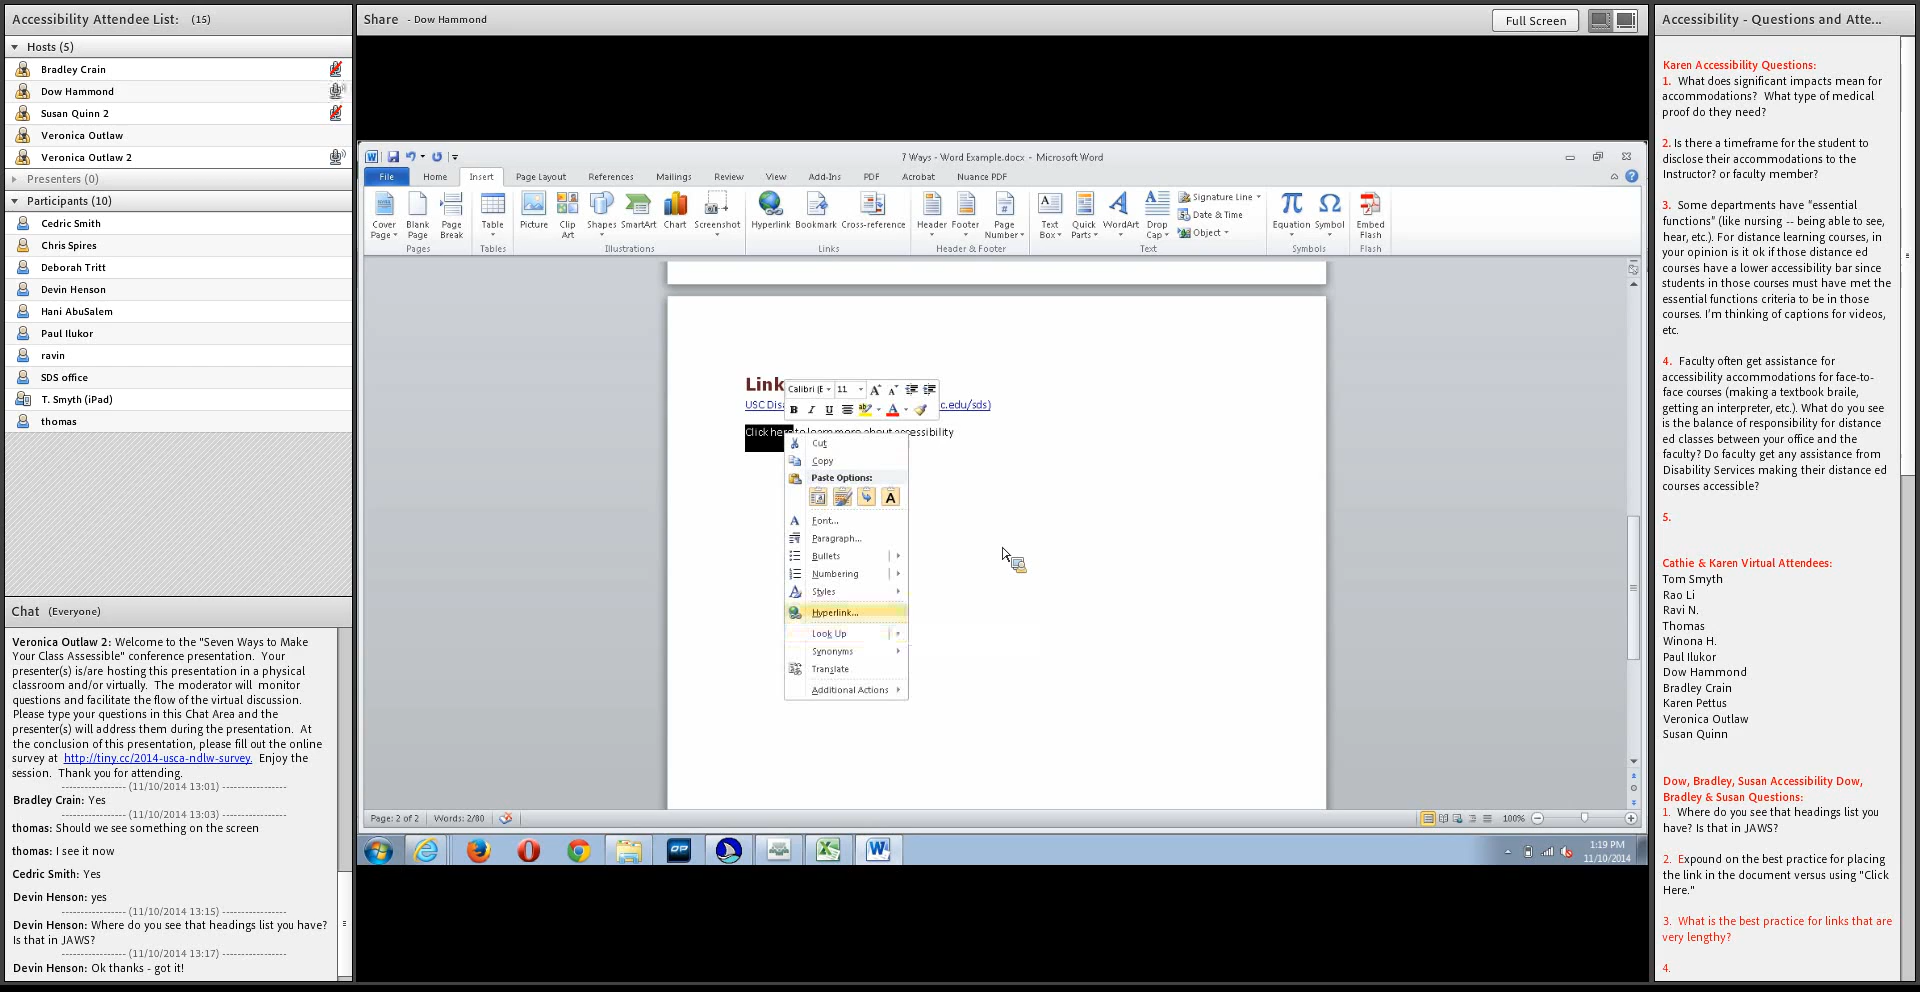 Accessibility Attendee List: (15)
Hosts (5)
Bradley Crain
Dow Hammond
Susan Quinn 2
Veronica Outlaw
Veronica Outlaw 2
Presenters (0)
Participants (10)
Cedric Smith
Chris Spires
Deborah Tritt
Devin Henson
Hani AbuSalem
Paul Ilukor
ravin
SDS office
T. Smyth (iPad)
thomas
Chat (Everyone)
Veronica Outlaw 2: Welcome to the "Seven Ways to Make
Your Class Assessible" conference presentation. Your
presenter(s) is/are hosting this presentation in a physical
classroom and/or virtually. The moderator will monitor
questions and facilitate the flow of the virtual discussion.
Please type your questions in this Chat Area and the
presenter(s) will address them during the presentation. At
the conclusion of this presentation, please fill out the online
survey at http://tiny.cc/2014-usca-ndlw-survey. Enjoy the
session. Thank you for attending.
----------------- (11/10/2014 13:01) -----------------
Bradley Crain: Yes
----------------- (11/10/2014 13:03) -----------------
thomas: Should we see something on the screen
thomas: I see it now
Cedric Smith: Yes
Devin Henson: yes
----------------- (11/10/2014 13:15) -----------------
Devin Henson: Where do you see that headings list you have?
Is that in JAWS?
----------------- (11/10/2014 13:17) -----------------
Devin Henson: Ok thanks - got it!
Share - Dow Hammond
Full Screen
7 Ways - Word Example.docx - Microsoft Word
File Home Insert Page Layout References Mailings Review View Add-Ins PDF Acrobat Nuance PDF
Cover Page
Blank Page
Page Break
Pages
Table
Tables
Picture
Clip Art
Shapes
SmartArt
Chart
Screenshot
Illustrations
Hyperlink
Bookmark
Cross-reference
Links
Header
Footer
Page Number
Header & Footer
Text Box
Quick Parts
WordArt
Drop Cap
Signature Line
Date & Time
Object
Text
Equation
Symbol
Symbols
Embed Flash
Flash
Link
Calibri (E 11
USC Disa
c.edu/sds)
Click here to learn more about accessibility
Cut
Copy
Paste Options:
Font...
Paragraph...
Bullets
Numbering
Styles
Hyperlink...
Look Up
Synonyms
Translate
Additional Actions
Page: 2 of 2 Words: 2/80
100%
1:19 PM
11/10/2014
Accessibility - Questions and Atte...
Karen Accessibility Questions:
1. What does significant impacts mean for
accommodations? What type of medical
proof do they need?
2. Is there a timeframe for the student to
disclose their accommodations to the
Instructor? or faculty member?
3. Some departments have "essential
functions" (like nursing -- being able to see,
hear, etc.). For distance learning courses, in
your opinion is it ok if those distance ed
courses have a lower accessibility bar since
students in those courses must have met the
essential functions criteria to be in those
courses. I'm thinking of captions for videos,
etc.
4. Faculty often get assistance for
accessibility accommodations for face-to-
face courses (making a textbook braile,
getting an interpreter, etc.). What do you see
is the balance of responsibility for distance
ed classes between your office and the
faculty? Do faculty get any assistance from
Disability Services making their distance ed
courses accessible?
5.
Cathie & Karen Virtual Attendees:
Tom Smyth
Rao Li
Ravi N.
Thomas
Winona H.
Paul Ilukor
Dow Hammond
Bradley Crain
Karen Pettus
Veronica Outlaw
Susan Quinn
Dow, Bradley, Susan Accessibility Dow,
Bradley & Susan Questions:
1. Where do you see that headings list you
have? Is that in JAWS?
2. Expound on the best practice for placing
the link in the document versus using "Click
Here."
3. What is the best practice for links that are
very lengthy?
4.